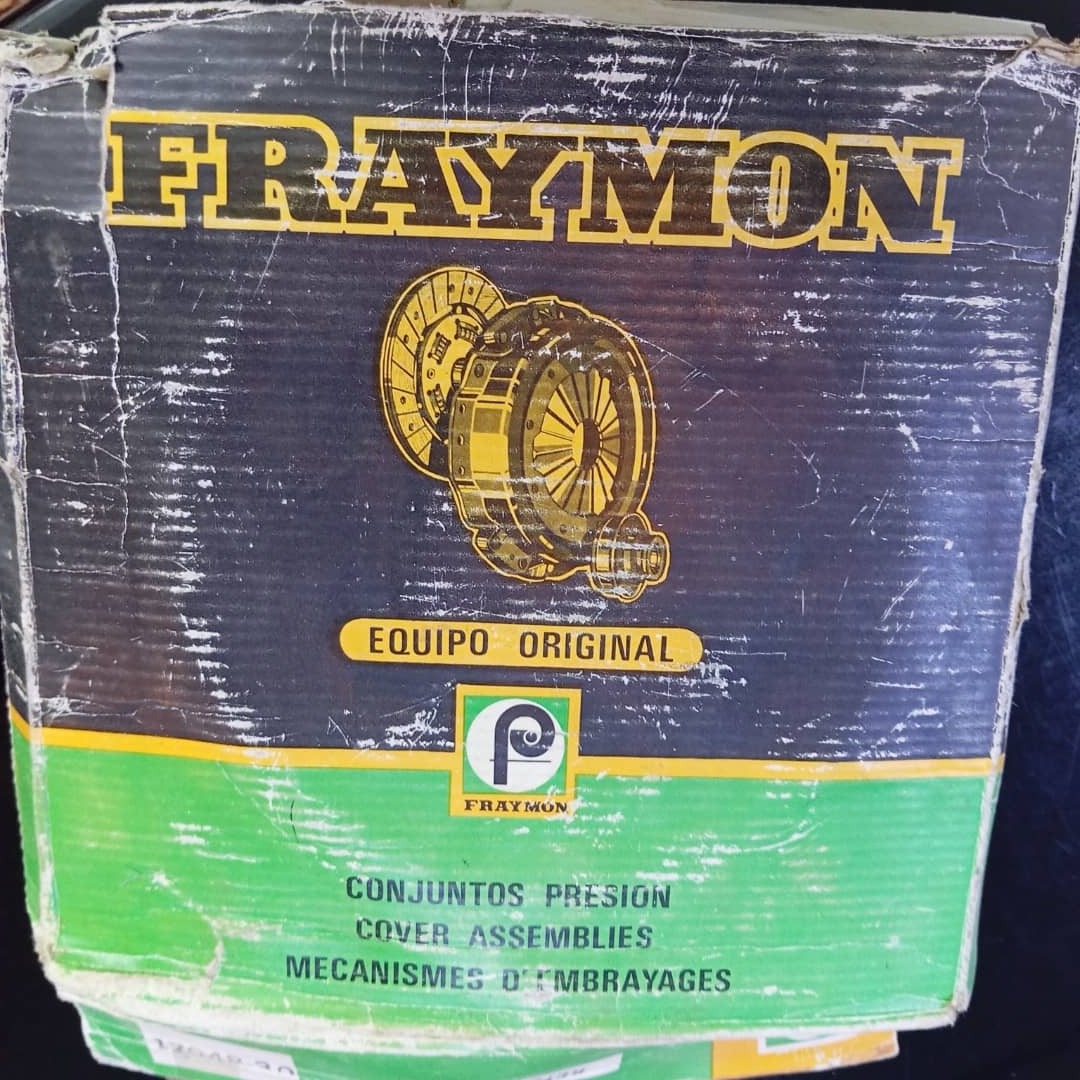 FRAYMON
EQUIPO ORIGINAL
FRAYMON
CONJUNTOS PRESION
COVER ASSEMBLIES
MECANISMES D'EMBRAYAGES